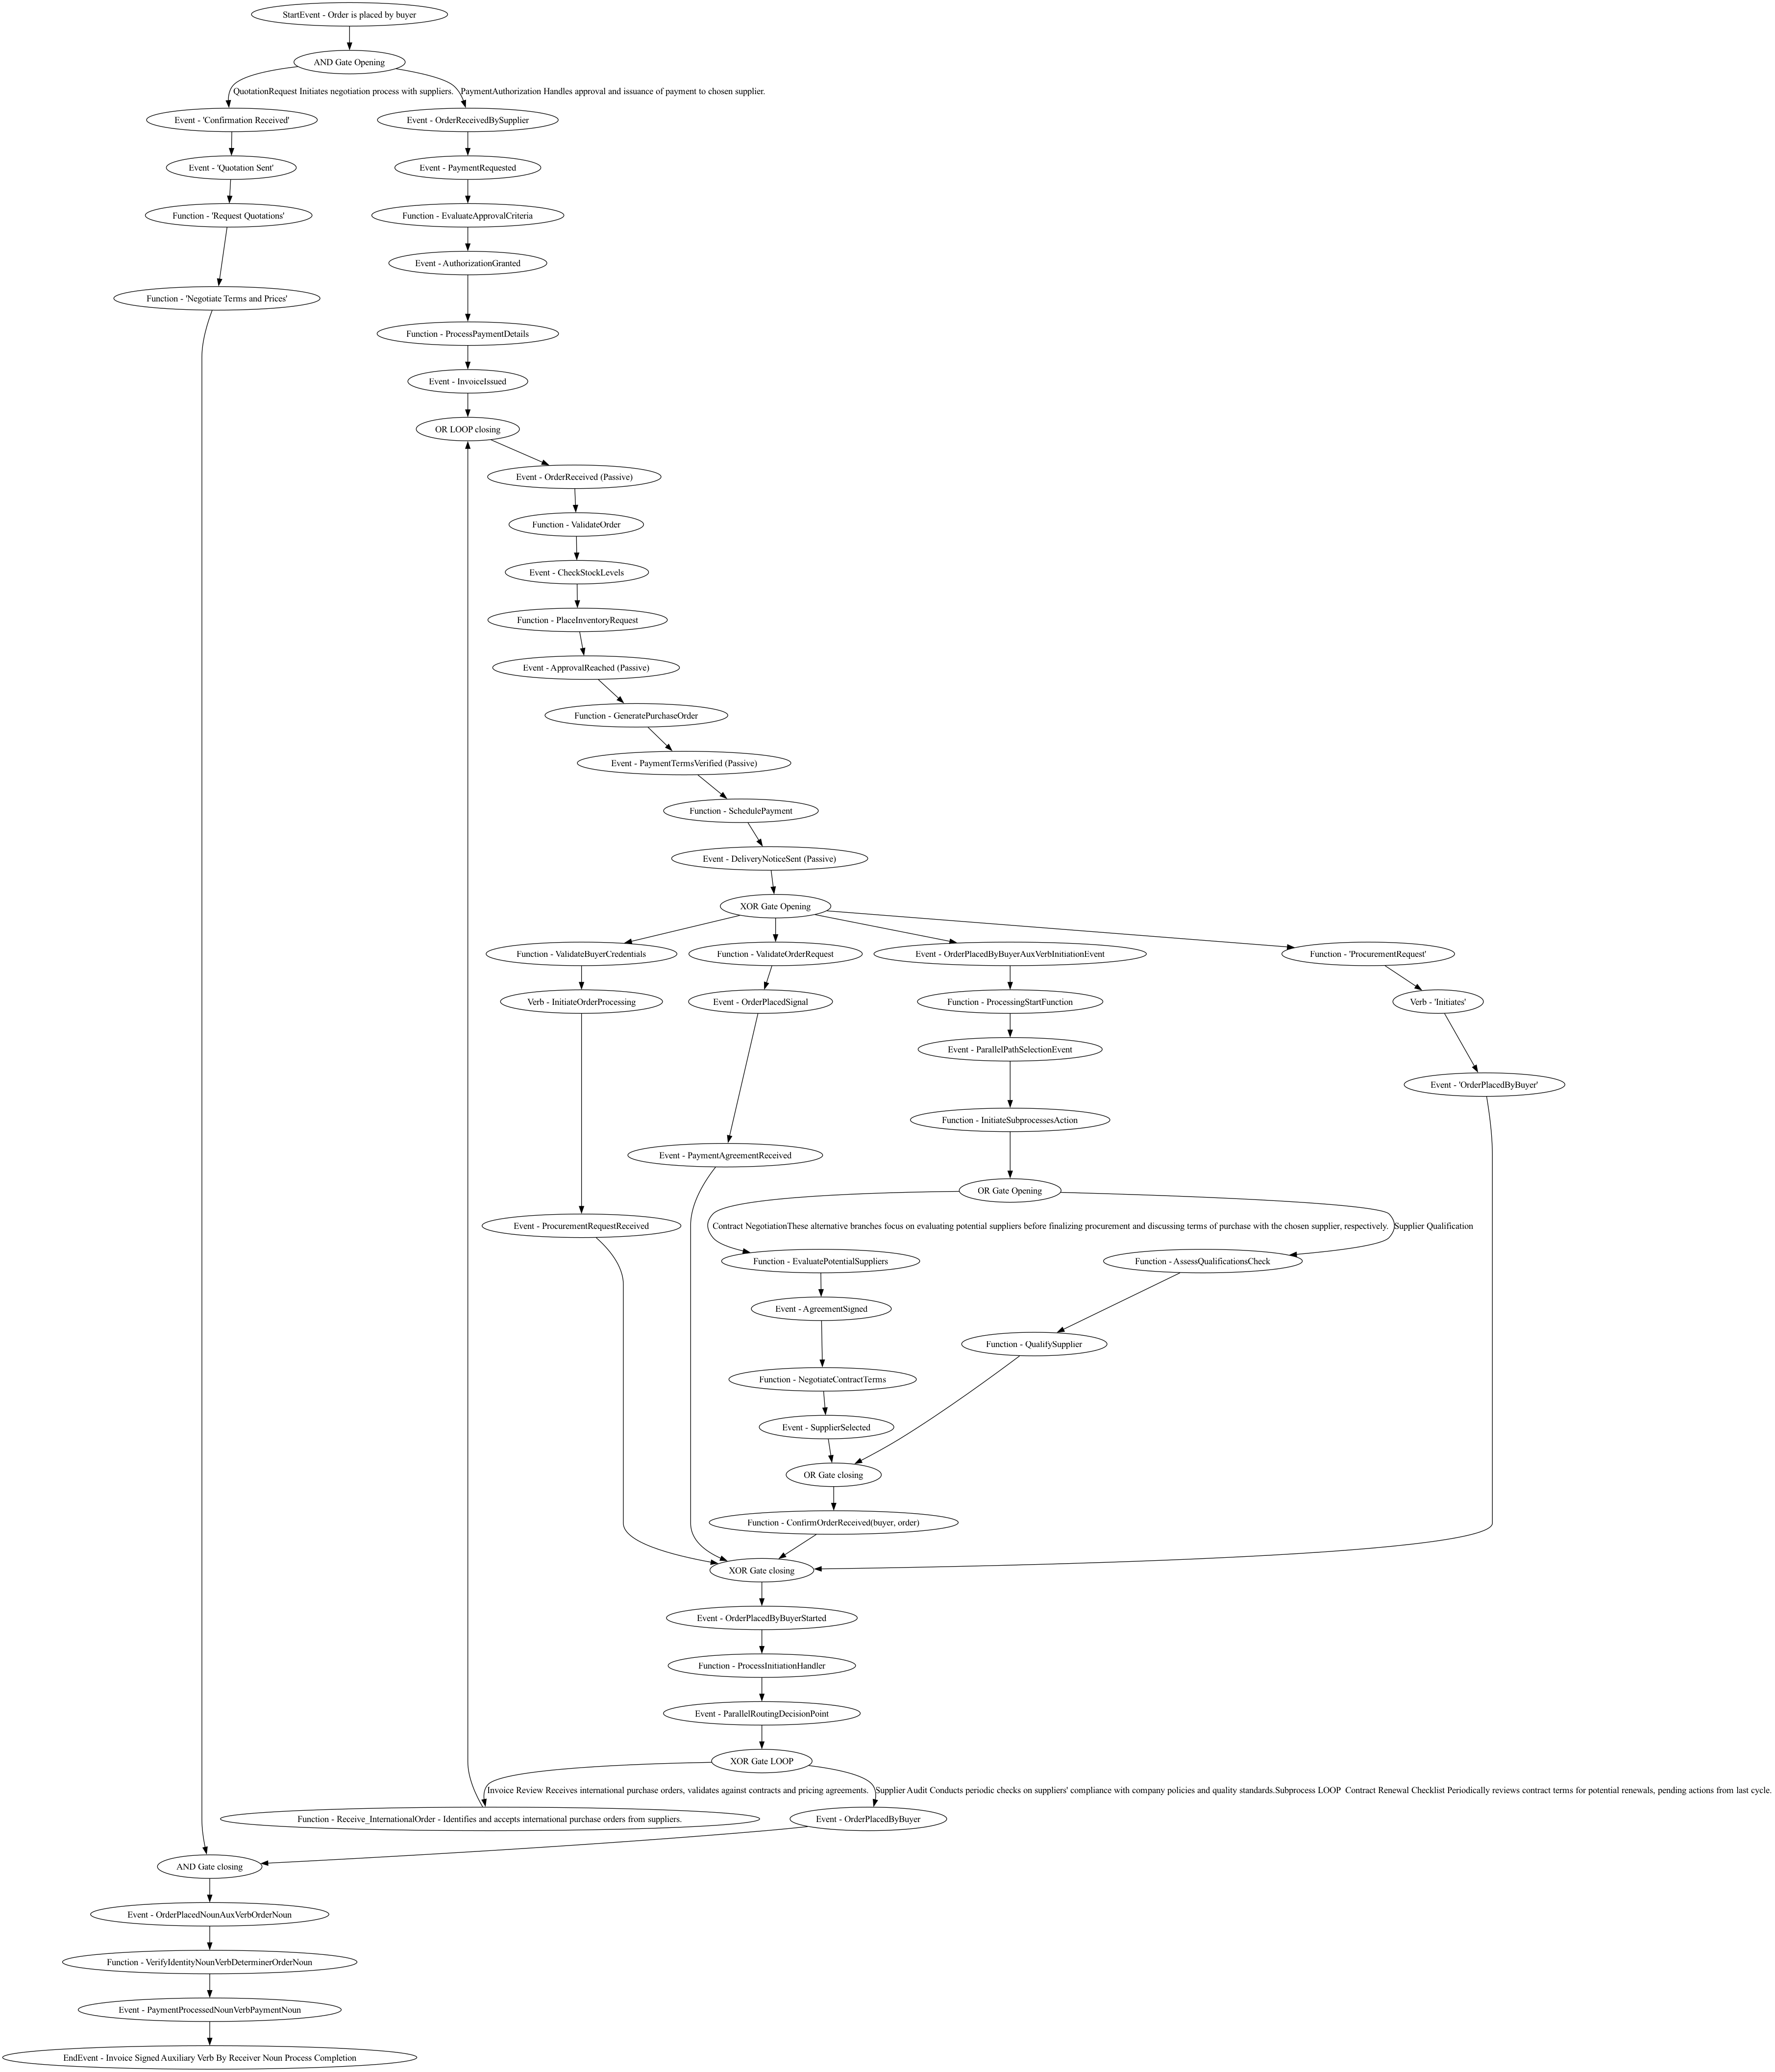 StartEvent - Order is placed by buyer
AND Gate Opening
QuotationRequest Initiates negotiation process with suppliers.
PaymentAuthorization Handles approval and issuance of payment to chosen supplier.
Event - 'Confirmation Received'
Event - OrderReceivedBySupplier
Event - 'Quotation Sent'
Event - PaymentRequested
Function - 'Request Quotations'
Function - EvaluateApprovalCriteria
Event - AuthorizationGranted
Function - 'Negotiate Terms and Prices'
Function - ProcessPaymentDetails
Event - InvoiceIssued
OR LOOP closing
Event - OrderReceived (Passive)
Function - ValidateOrder
Event - CheckStockLevels
Function - PlaceInventoryRequest
Event - ApprovalReached (Passive)
Function - GeneratePurchaseOrder
Event - PaymentTermsVerified (Passive)
Function - SchedulePayment
Event - DeliveryNoticeSent (Passive)
XOR Gate Opening
Function - ValidateBuyerCredentials
Function - ValidateOrderRequest
Event - OrderPlacedByBuyerAuxVerbInitiationEvent
Function - 'ProcurementRequest'
Verb - InitiateOrderProcessing
Event - OrderPlacedSignal
Function - ProcessingStartFunction
Verb - 'Initiates'
Event - ParallelPathSelectionEvent
Event - 'OrderPlacedByBuyer'
Function - InitiateSubprocessesAction
Event - PaymentAgreementReceived
OR Gate Opening
Event - ProcurementRequestReceived
Contract NegotiationThese alternative branches focus on evaluating potential suppliers before finalizing procurement and discussing terms of purchase with the chosen supplier, respectively.
Supplier Qualification
Function - EvaluatePotentialSuppliers
Function - AssessQualificationsCheck
Event - AgreementSigned
Function - QualifySupplier
Function - NegotiateContractTerms
Event - SupplierSelected
OR Gate closing
Function - ConfirmOrderReceived(buyer, order)
XOR Gate closing
Event - OrderPlacedByBuyerStarted
Function - ProcessInitiationHandler
Event - ParallelRoutingDecisionPoint
XOR Gate LOOP
Invoice Review Receives international purchase orders, validates against contracts and pricing agreements.
Supplier Audit Conducts periodic checks on suppliers' compliance with company policies and quality standards.Subprocess LOOP  Contract Renewal Checklist Periodically reviews contract terms for potential renewals, pending actions from last cycle.
Function - Receive_InternationalOrder - Identifies and accepts international purchase orders from suppliers.
Event - OrderPlacedByBuyer
AND Gate closing
Event - OrderPlacedNounAuxVerbOrderNoun
Function - VerifyIdentityNounVerbDeterminerOrderNoun
Event - PaymentProcessedNounVerbPaymentNoun
EndEvent - Invoice Signed Auxiliary Verb By Receiver Noun Process Completion